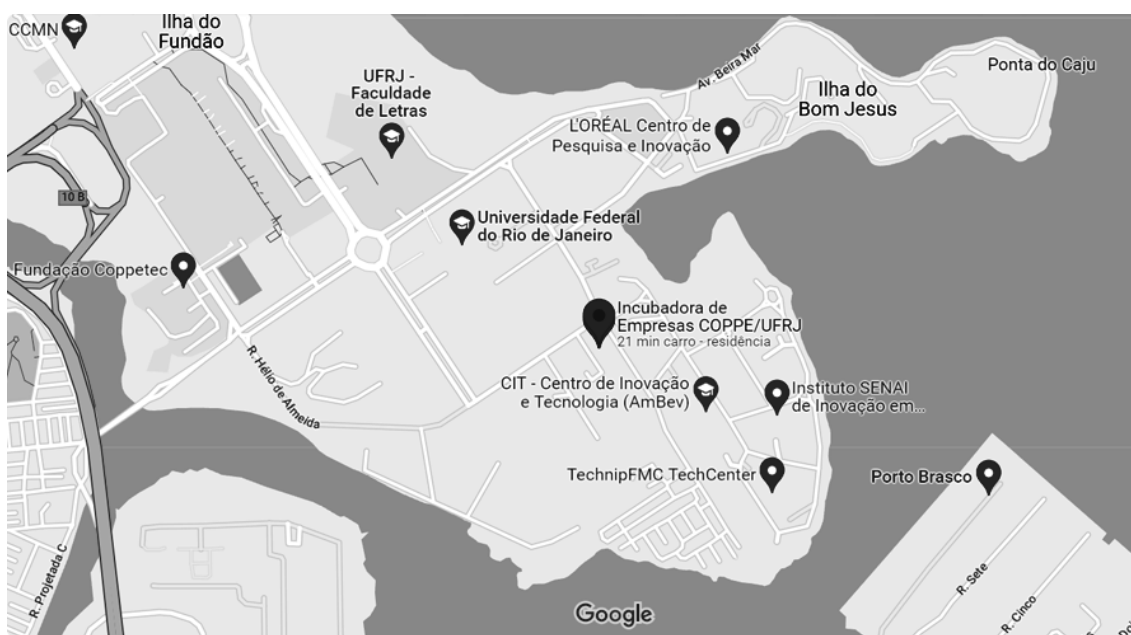 CCMN
Ilha do
Fundão
UFRJ -
Faculdade
de Letras
Av. Beira Mar
Ponta do Caju
Ilha do
Bom Jesus
L'ORÉAL Centro de
Pesquisa e Inovação
10 B
Universidade Federal
do Rio de Janeiro
Fundação Coppetec
Incubadora de
Empresas COPPE/UFRJ
21 min carro - residência
R. Hélio de Almeida
CIT - Centro de Inovação
e Tecnologia (AmBev)
Instituto SENAI
de Inovação em...
TechnipFMC TechCenter
Porto Brasco
R. Projetada C
R. Sete
R. Cinco
Google